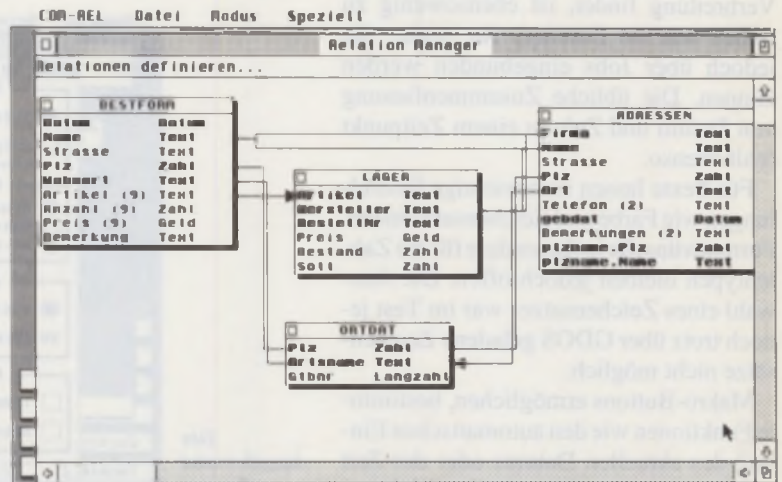 COM-REL Datei Modus Speziell
Relation Manager
Relationen definieren...
BESTFORM
Datum Datum
Name Text
Strasse Text
Plz Zahl
Wohnort Text
Artikel (9) Text
Anzahl (9) Zahl
Preis (9) Geld
Bemerkung Text
LAGER
Artikel Text
Hersteller Text
BestellNr Text
Preis Geld
Bestand Zahl
Soll Zahl
ADRESSEN
Firma Text
Name Text
Strasse Text
Plz Zahl
Art Text
Telefon (2) Text
Gebdat Datum
Bemerkungen (2) Text
plzname.Plz Zahl
plzname.Name Text
ORTDAT
Plz Zahl
Ortsname Text
Gtbnr Langzahl